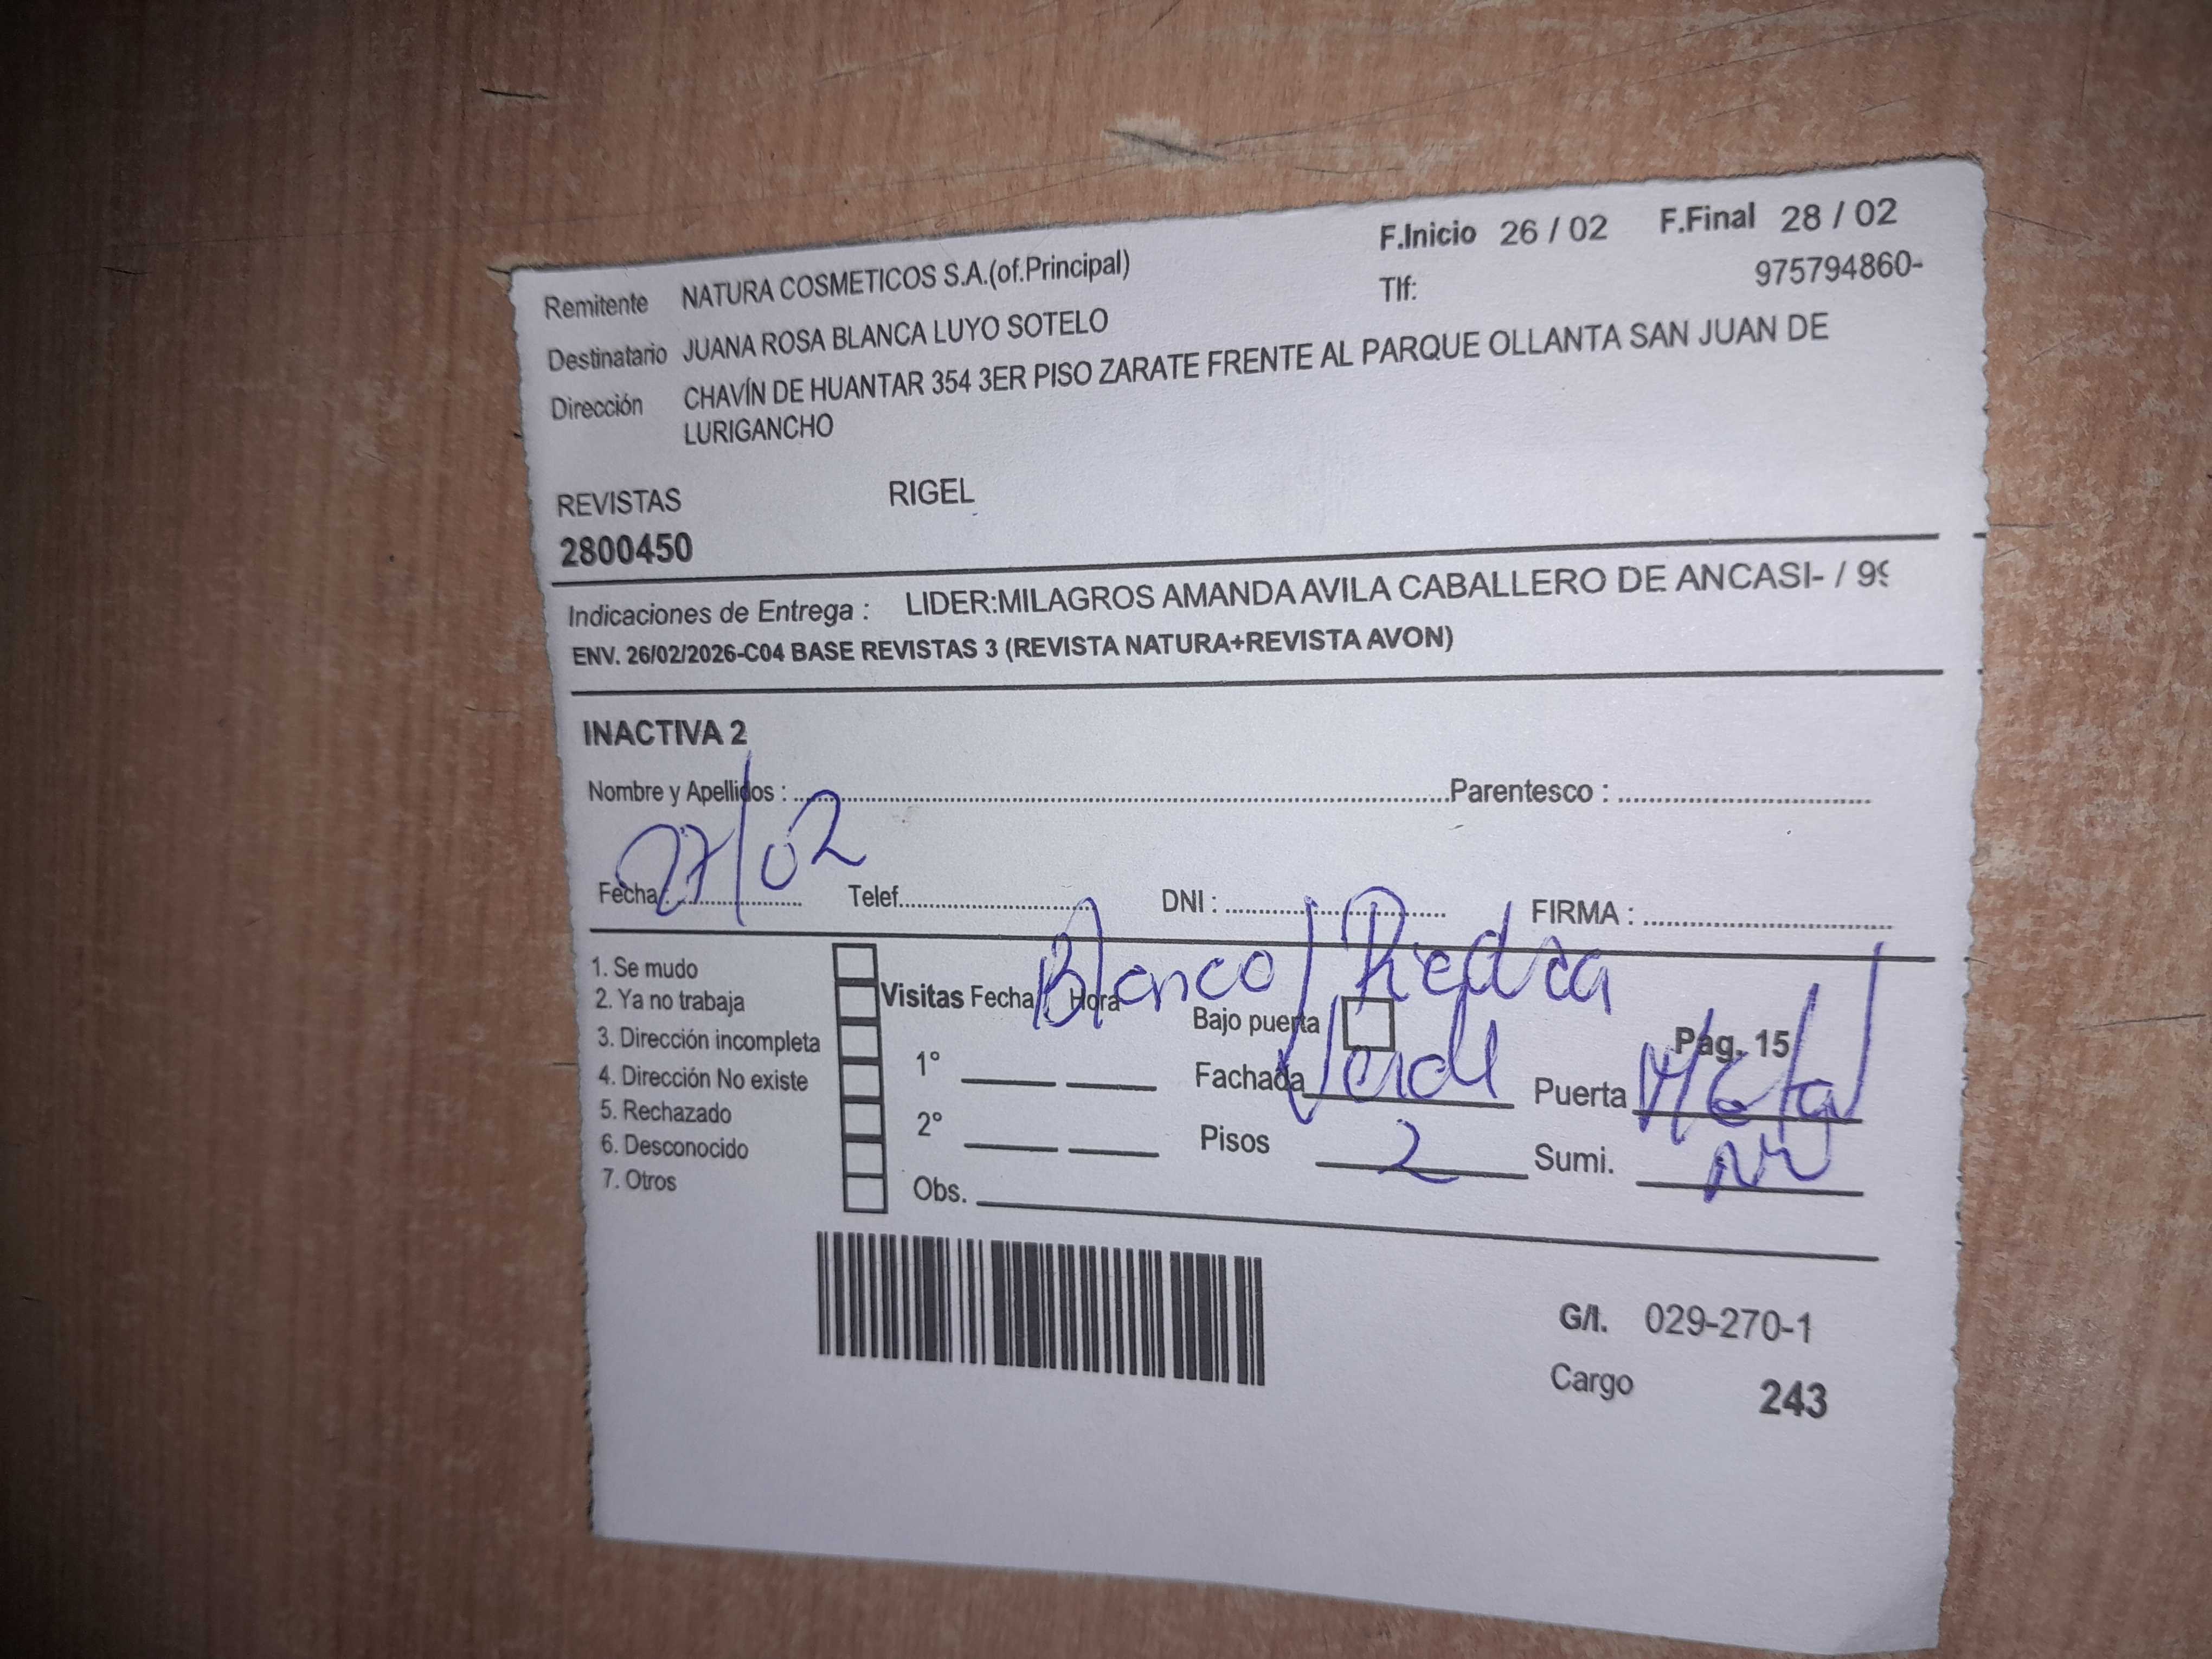 F.Inicio 26 / 02 F.Final 28 / 02
Remitente NATURA COSMETICOS S.A.(of.Principal) Tlf: 975794860-
Destinatario JUANA ROSA BLANCA LUYO SOTELO
Dirección CHAVÍN DE HUANTAR 354 3ER PISO ZARATE FRENTE AL PARQUE OLLANTA SAN JUAN DE
LURIGANCHO
REVISTAS RIGEL
2800450
Indicaciones de Entrega : LIDER:MILAGROS AMANDA AVILA CABALLERO DE ANCASI- / 99
ENV. 26/02/2026-C04 BASE REVISTAS 3 (REVISTA NATURA+REVISTA AVON)
INACTIVA 2
Nombre y Apellidos : Parentesco :
27/02
Fecha : Telef. DNI : FIRMA :
Blanco/Piedra
1. Se mudo
2. Ya no trabaja
3. Dirección incompleta
4. Dirección No existe
5. Rechazado
6. Desconocido
7. Otros
Visitas Fecha Hora Bajo puerta Pag. 15
1° Fachada Verde Puerta Metal
2° Pisos 2 Sumi.
Obs.
G/I. 029-270-1
Cargo 243